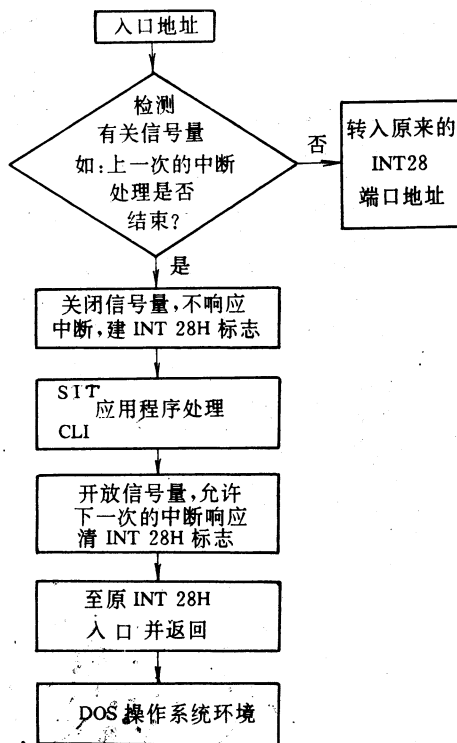 入口地址
检测
有关信号量
如:上一次的中断
处理是否
结束?
否
转入原来的
INT28
端口地址
是
关闭信号量,不响应
中断,建 INT 28H 标志
SIT
应用程序处理
CLI
开放信号量,允许
下一次的中断响应
清 INT 28H 标志
至原 INT 28H
入口并返回
DOS 操作系统环境